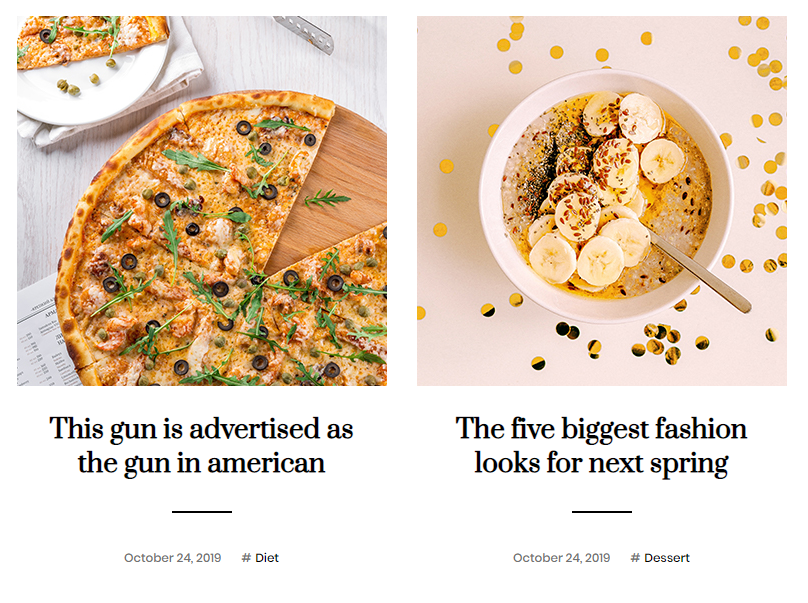 This gun is advertised as
the gun in american
October 24, 2019 # Diet
The five biggest fashion
looks for next spring
October 24, 2019 # Dessert